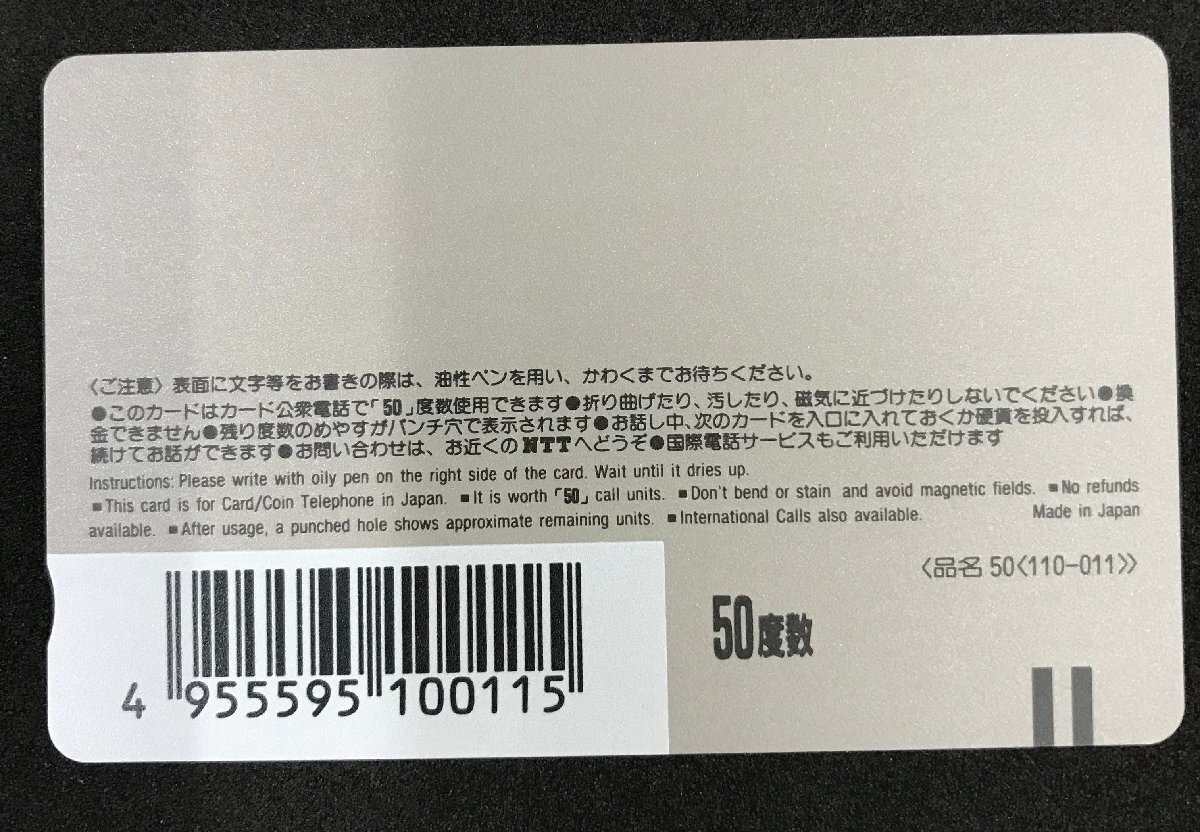 〈ご注意〉表面に文字等をお書きの際は、油性ペンを用い、かわくまでお待ちください。
●このカードはカード公衆電話で「50」度数使用できます●折り曲げたり、汚したり、磁気に近づけたりしないでください●換
金できません●残り度数のめやすがパンチ穴で表示されます●お話し中、次のカードを入口に入れておくか硬貨を投入すれば、
続けてお話ができます●お問い合わせは、お近くのNTTへどうぞ●国際電話サービスもご利用いただけます
Instructions: Please write with oily pen on the right side of the card. Wait until it dries up.
■This card is for Card/Coin Telephone in Japan. ■It is worth「50」call units. ■Don't bend or stain and avoid magnetic fields. ■No refunds
available. ■After usage, a punched hole shows approximate remaining units. ■International Calls also available. Made in Japan
〈品名 50〈110-011〉〉
50度数
4 955595 100115